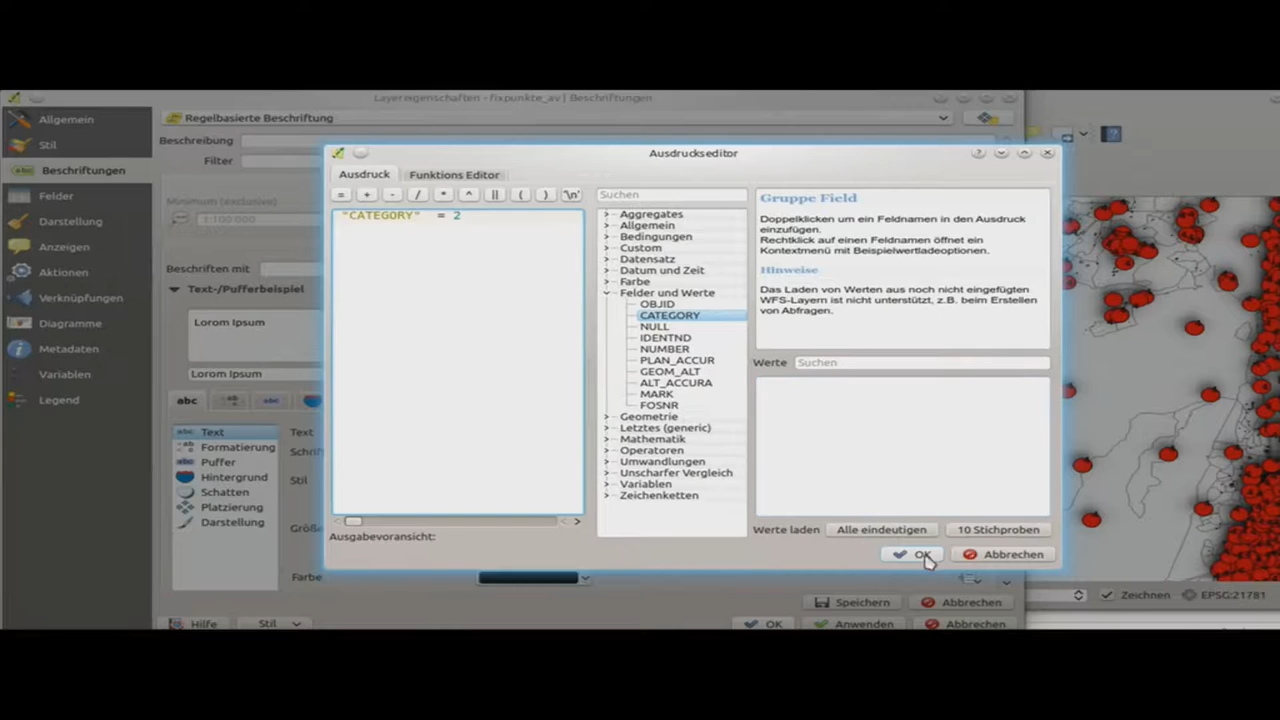 Layereigenschaften - fixpunkte_av | Beschriftungen
Allgemein
Stil
Beschriftungen
Felder
Darstellung
Anzeigen
Aktionen
Verknüpfungen
Diagramme
Metadaten
Variablen
Legend
Regelbasierte Beschriftung
Beschreibung
Filter
Minimum (exclusive)
1:100'000
Beschriften mit
Text-/Pufferbeispiel
Lorem Ipsum
Lorem Ipsum
abc
Text
Formatierung
Puffer
Hintergrund
Schatten
Platzierung
Darstellung
Text
Stil
Farbe
Ausdruckseditor
Ausdruck
Funktions Editor
= + - / * ^ || ( ) '\n'
"CATEGORY" = 2
Ausgabevoransicht:
Suchen
Aggregates
Allgemein
Bedingungen
Custom
Datensatz
Datum und Zeit
Farbe
Felder und Werte
OBJID
CATEGORY
NULL
IDENTND
NUMBER
PLAN_ACCUR
GEOM_ALT
ALT_ACCURA
MARK
FOSNR
Geometrie
Letztes (generic)
Mathematik
Operatoren
Umwandlungen
Unscharfer Vergleich
Variablen
Zeichenketten
Gruppe Field
Doppelklicken um ein Feldnamen in den Ausdruck
einzufügen.
Rechtklick auf einen Feldnamen öffnet ein
Kontextmenü mit Beispielwertladeoptionen.
Hinweise
Das Laden von Werten aus noch nicht eingefügten
WFS-Layern ist nicht unterstützt, z.B. beim Erstellen
von Abfragen.
Werte
Suchen
Werte laden
Alle eindeutigen
10 Stichproben
OK
Abbrechen
Speichern
Abbrechen
Hilfe
Stil
OK
Anwenden
Abbrechen
Zeichnen
EPSG:21781